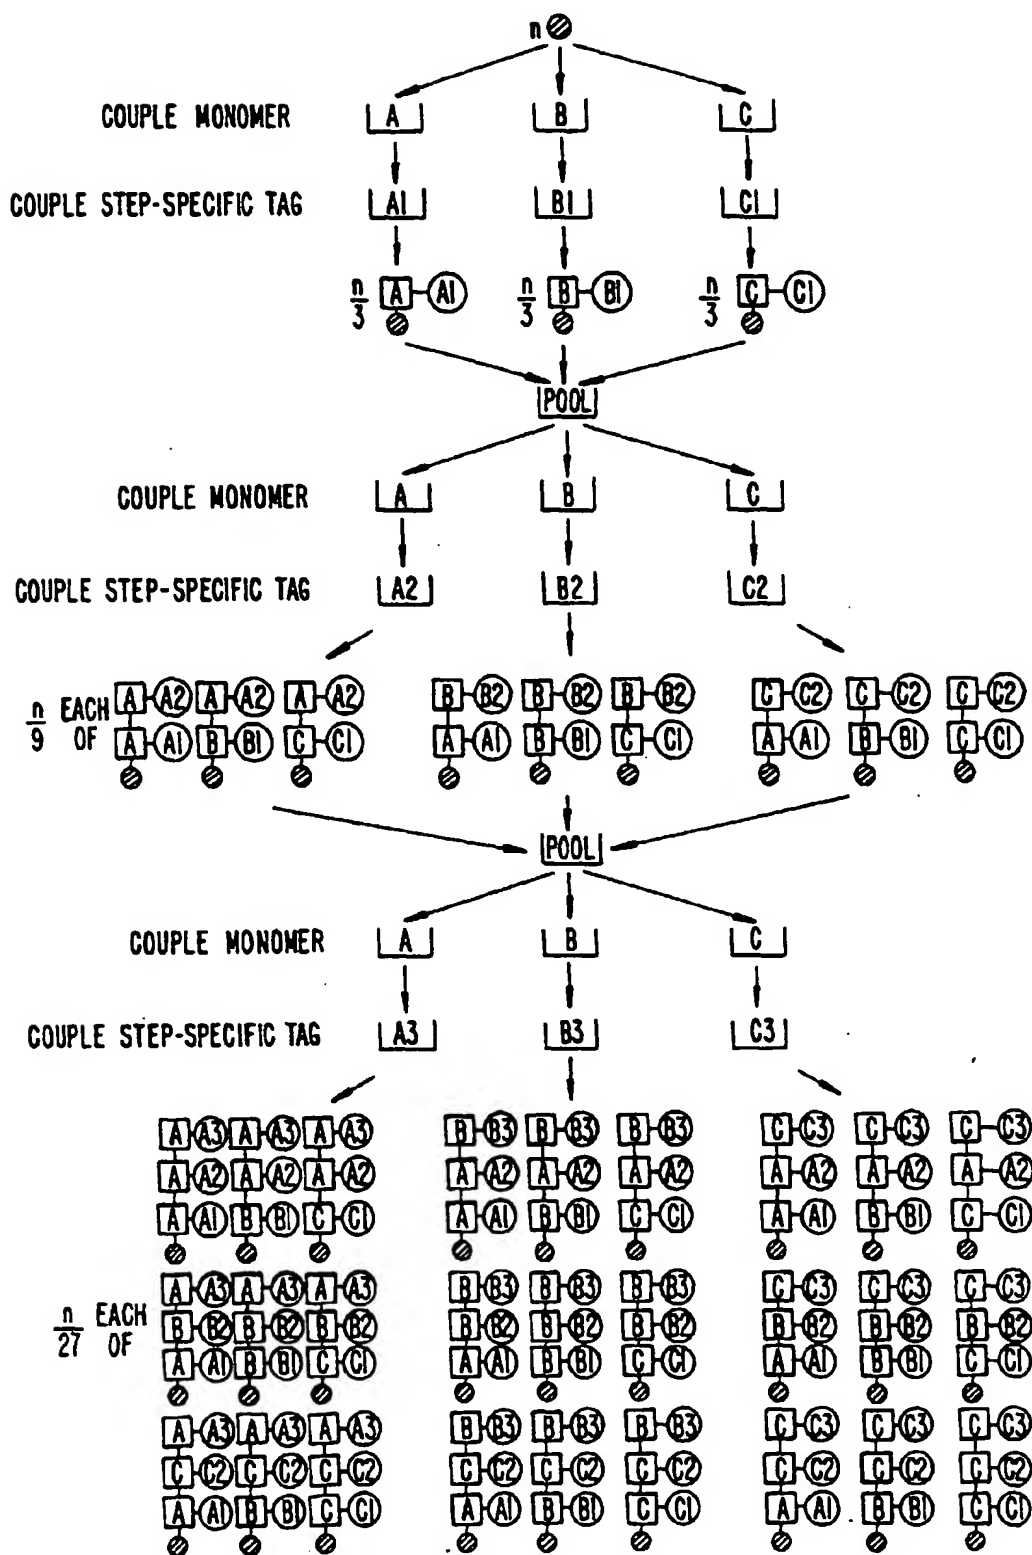 n
COUPLE MONOMER A B C
COUPLE STEP-SPECIFIC TAG A1 B1 C1
n/3 A A1 n/3 B B1 n/3 C C1
POOL
COUPLE MONOMER A B C
COUPLE STEP-SPECIFIC TAG A2 B2 C2
n/9 EACH OF
A A2 A A2 A A2 B B2 B B2 B B2 C C2 C C2 C C2
A A1 B B1 C C1 A A1 B B1 C C1 A A1 B B1 C C1
POOL
COUPLE MONOMER A B C
COUPLE STEP-SPECIFIC TAG A3 B3 C3
A A3 A A3 A A3 B B3 B B3 B B3 C C3 C C3 C C3
A A2 A A2 A A2 A A2 A A2 A A2 A A2 A A2 A A2
A A1 B B1 C C1 A A1 B B1 C C1 A A1 B B1 C C1
n/27 EACH OF
A A3 A A3 A A3 B B3 B B3 B B3 C C3 C C3 C C3
B B2 B B2 B B2 B B2 B B2 B B2 B B2 B B2 B B2
A A1 B B1 C C1 A A1 B B1 C C1 A A1 B B1 C C1
A A3 A A3 A A3 B B3 B B3 B B3 C C3 C C3 C C3
C C2 C C2 C C2 C C2 C C2 C C2 C C2 C C2 C C2
A A1 B B1 C C1 A A1 B B1 C C1 A A1 B B1 C C1